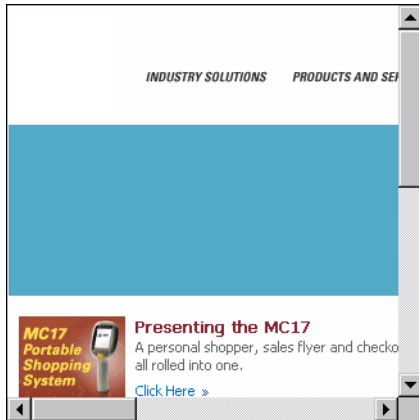 INDUSTRY SOLUTIONS PRODUCTS AND SER
MC17
Portable
Shopping
System
Presenting the MC17
A personal shopper, sales flyer and checko
all rolled into one.
Click Here »